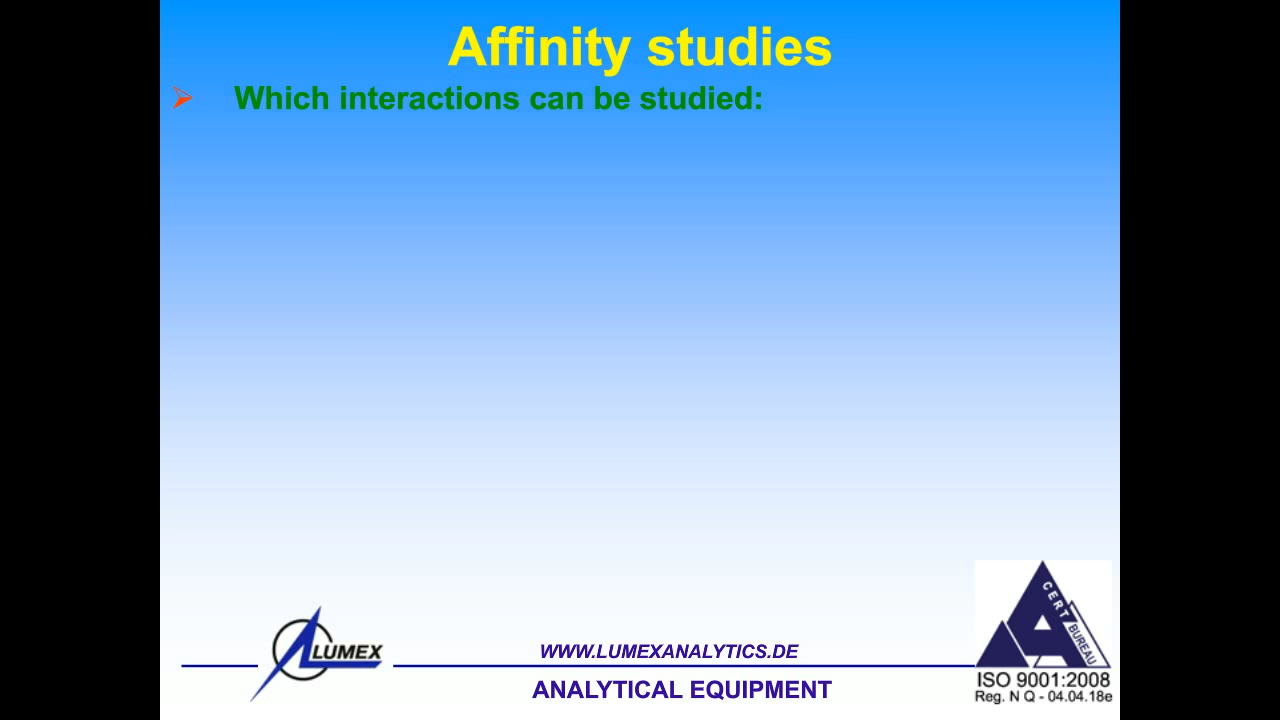 Affinity studies
Which interactions can be studied:
CERT
BUREAU
LUMEX
WWW.LUMEXANALYTICS.DE
ISO 9001:2008
ANALYTICAL EQUIPMENT
Reg. N Q - 04.04.18e